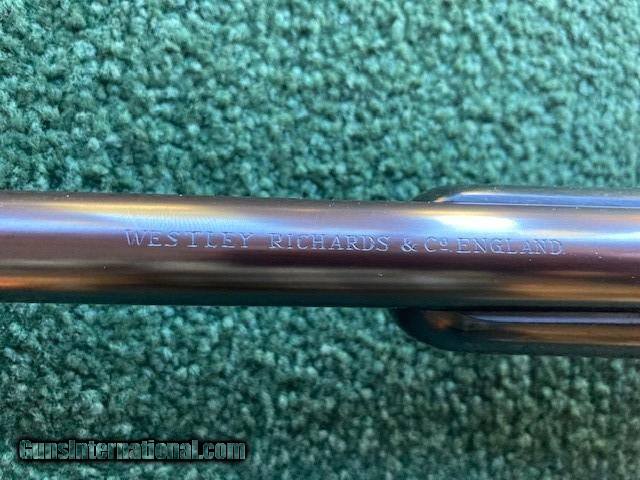 WESTLEY RICHARDS & Co. ENGLAND.
GunsInternational.com